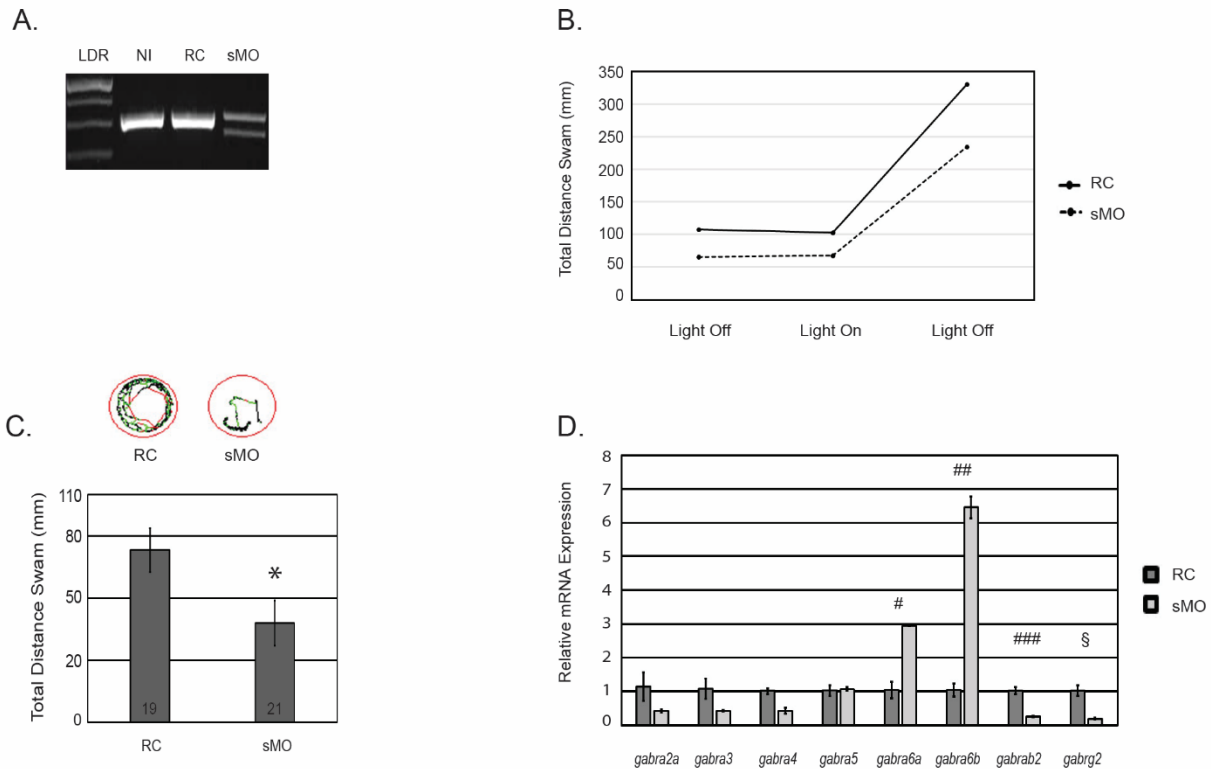 A.
LDR NI RC sMO
B.
Total Distance Swam (mm)
350
300
250
200
150
100
50
0
Light Off Light On Light Off
RC
sMO
C.
RC sMO
Total Distance Swam (mm)
110
80
50
20
0
*
19 21
RC sMO
D.
Relative mRNA Expression
8
7
6
5
4
3
2
1
0
#
##
###
§
gabra2a gabra3 gabra4 gabra5 gabra6a gabra6b gabrab2 gabrg2
RC
sMO